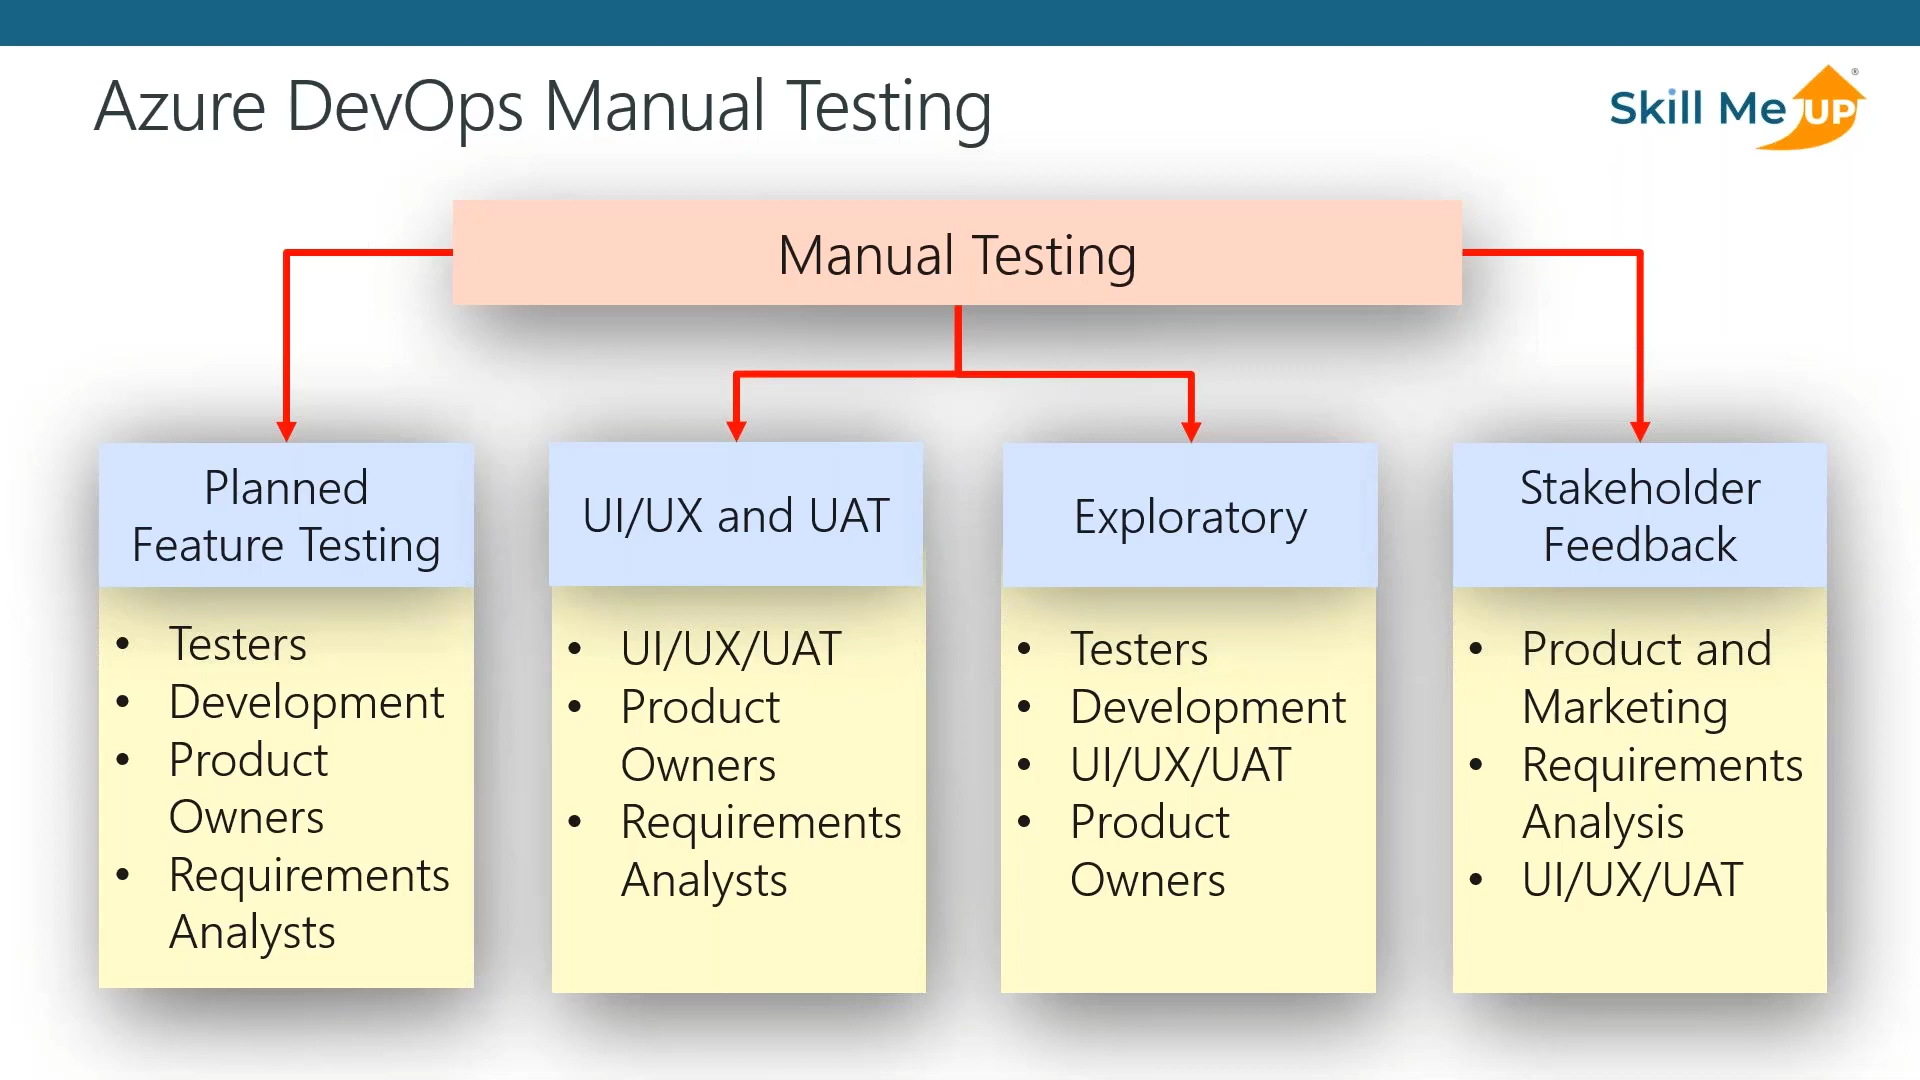 Azure DevOps Manual Testing
Skill Me UP®
Manual Testing
Planned
Feature Testing
• Testers
• Development
• Product
Owners
• Requirements
Analysts
UI/UX and UAT
• UI/UX/UAT
• Product
Owners
• Requirements
Analysts
Exploratory
• Testers
• Development
• UI/UX/UAT
• Product
Owners
Stakeholder
Feedback
• Product and
Marketing
• Requirements
Analysis
• UI/UX/UAT